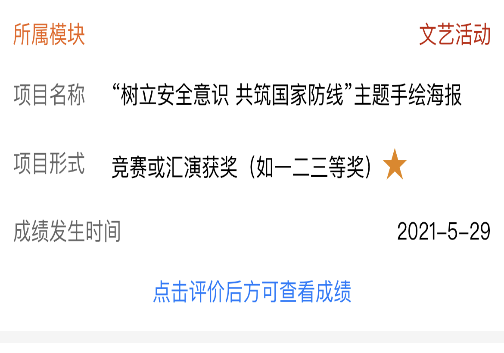 所属模块 文艺活动
项目名称 “树立安全意识 共筑国家防线”主题手绘海报
项目形式 竞赛或汇演获奖（如一二三等奖）
成绩发生时间 2021-5-29
点击评价后方可查看成绩